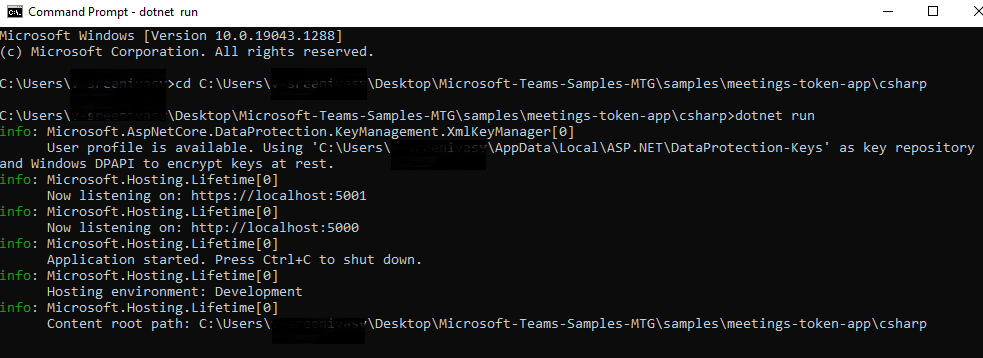 Command Prompt - dotnet run
Microsoft Windows [Version 10.0.19043.1288]
(c) Microsoft Corporation. All rights reserved.
C:\Users\ >cd C:\Users\ \Desktop\Microsoft-Teams-Samples-MTG\samples\meetings-token-app\csharp
C:\Users\ \Desktop\Microsoft-Teams-Samples-MTG\samples\meetings-token-app\csharp>dotnet run
info: Microsoft.AspNetCore.DataProtection.KeyManagement.XmlKeyManager[0]
User profile is available. Using 'C:\Users\ \AppData\Local\ASP.NET\DataProtection-Keys' as key repository
and Windows DPAPI to encrypt keys at rest.
info: Microsoft.Hosting.Lifetime[0]
Now listening on: https://localhost:5001
info: Microsoft.Hosting.Lifetime[0]
Now listening on: http://localhost:5000
info: Microsoft.Hosting.Lifetime[0]
Application started. Press Ctrl+C to shut down.
info: Microsoft.Hosting.Lifetime[0]
Hosting environment: Development
info: Microsoft.Hosting.Lifetime[0]
Content root path: C:\Users\ \Desktop\Microsoft-Teams-Samples-MTG\samples\meetings-token-app\csharp